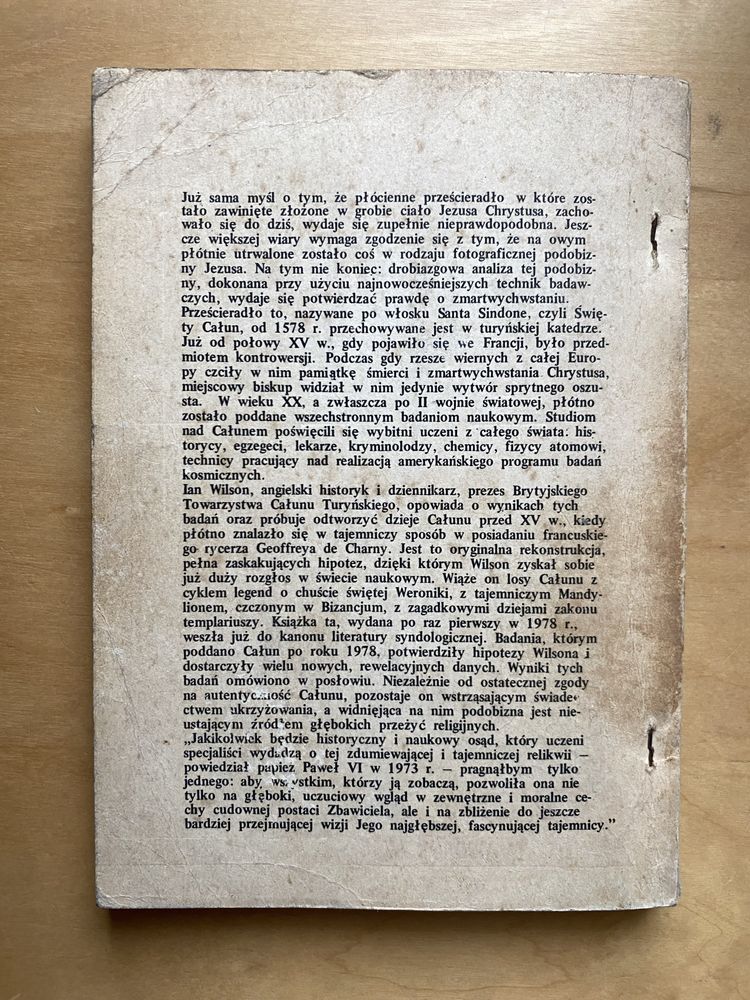 Już sama myśl o tym, że płócienne prześcieradło w które zos-
tało zawinięte złożone w grobie ciało Jezusa Chrystusa, zacho-
wało się do dziś, wydaje się zupełnie nieprawdopodobna. Jesz-
cze większej wiary wymaga zgodzenie się z tym, że na owym
płótnie utrwalone zostało coś w rodzaju fotograficznej podobiz-
ny Jezusa. Na tym nie koniec: drobiazgowa analiza tej podobiz-
ny, dokonana przy użyciu najnowocześniejszych technik badaw-
czych, wydaje się potwierdzać prawdę o zmartwychwstaniu.
Prześcieradło to, nazywane po włosku Santa Sindone, czyli Świę-
ty Całun, od 1578 r. przechowywane jest w turyńskiej katedrze.
Już od połowy XV w., gdy pojawiło się we Francji, było przed-
miotem kontrowersji. Podczas gdy rzesze wiernych z całej Euro-
py czciły w nim pamiątkę śmierci i zmartwychwstania Chrystusa,
miejscowy biskup widział w nim jedynie wytwór sprytnego oszu-
sta. W wieku XX, a zwłaszcza po II wojnie światowej, płótno
zostało poddane wszechstronnym badaniom naukowym. Studiom
nad Całunem poświęcili się wybitni uczeni z całego świata: his-
torycy, egzegeci, lekarze, kryminolodzy, chemicy, fizycy atomowi,
technicy pracujący nad realizacją amerykańskiego programu badań
kosmicznych.
Ian Wilson, angielski historyk i dziennikarz, prezes Brytyjskiego
Towarzystwa Całunu Turyńskiego, opowiada o wynikach tych
badań oraz próbuje odtworzyć dzieje Całunu przed XV w., kiedy
płótno znalazło się w tajemniczy sposób w posiadaniu francuskie-
go rycerza Geoffreya de Charny. Jest to oryginalna rekonstrukcja,
pełna zaskakujących hipotez, dzięki którym Wilson zyskał sobie
już duży rozgłos w świecie naukowym. Wiąże on losy Całunu z
cyklem legend o chuście świętej Weroniki, z tajemniczym Mandy-
lionem, czczonym w Bizancjum, z zagadkowymi dziejami zakonu
templariuszy. Książka ta, wydana po raz pierwszy w 1978 r.,
weszła już do kanonu literatury syndologicznej. Badania, którym
poddano Całun po roku 1978, potwierdziły hipotezy Wilsona i
dostarczyły wielu nowych, rewelacyjnych danych. Wyniki tych
badań omówiono w posłowiu. Niezależnie od ostatecznej zgody
na autentyczność Całunu, pozostaje on wstrząsającym świade-
ctwem ukrzyżowania, a widniejąca na nim podobizna jest nie-
ustającym źródłem głębokich przeżyć religijnych.
„Jakikolwiek będzie historyczny i naukowy osąd, który uczeni
specjaliści wydadzą o tej zdumiewającej i tajemniczej relikwii –
powiedział papież Paweł VI w 1973 r. – pragnąłbym tylko
jednego: aby wszystkim, którzy ją zobaczą, pozwoliła ona nie
tylko na głęboki, uczuciowy wgląd w zewnętrzne i moralne ce-
chy cudownej postaci Zbawiciela, ale i na zbliżenie do jeszcze
bardziej przejmującej wizji Jego najgłębszej, fascynującej tajemnicy.”